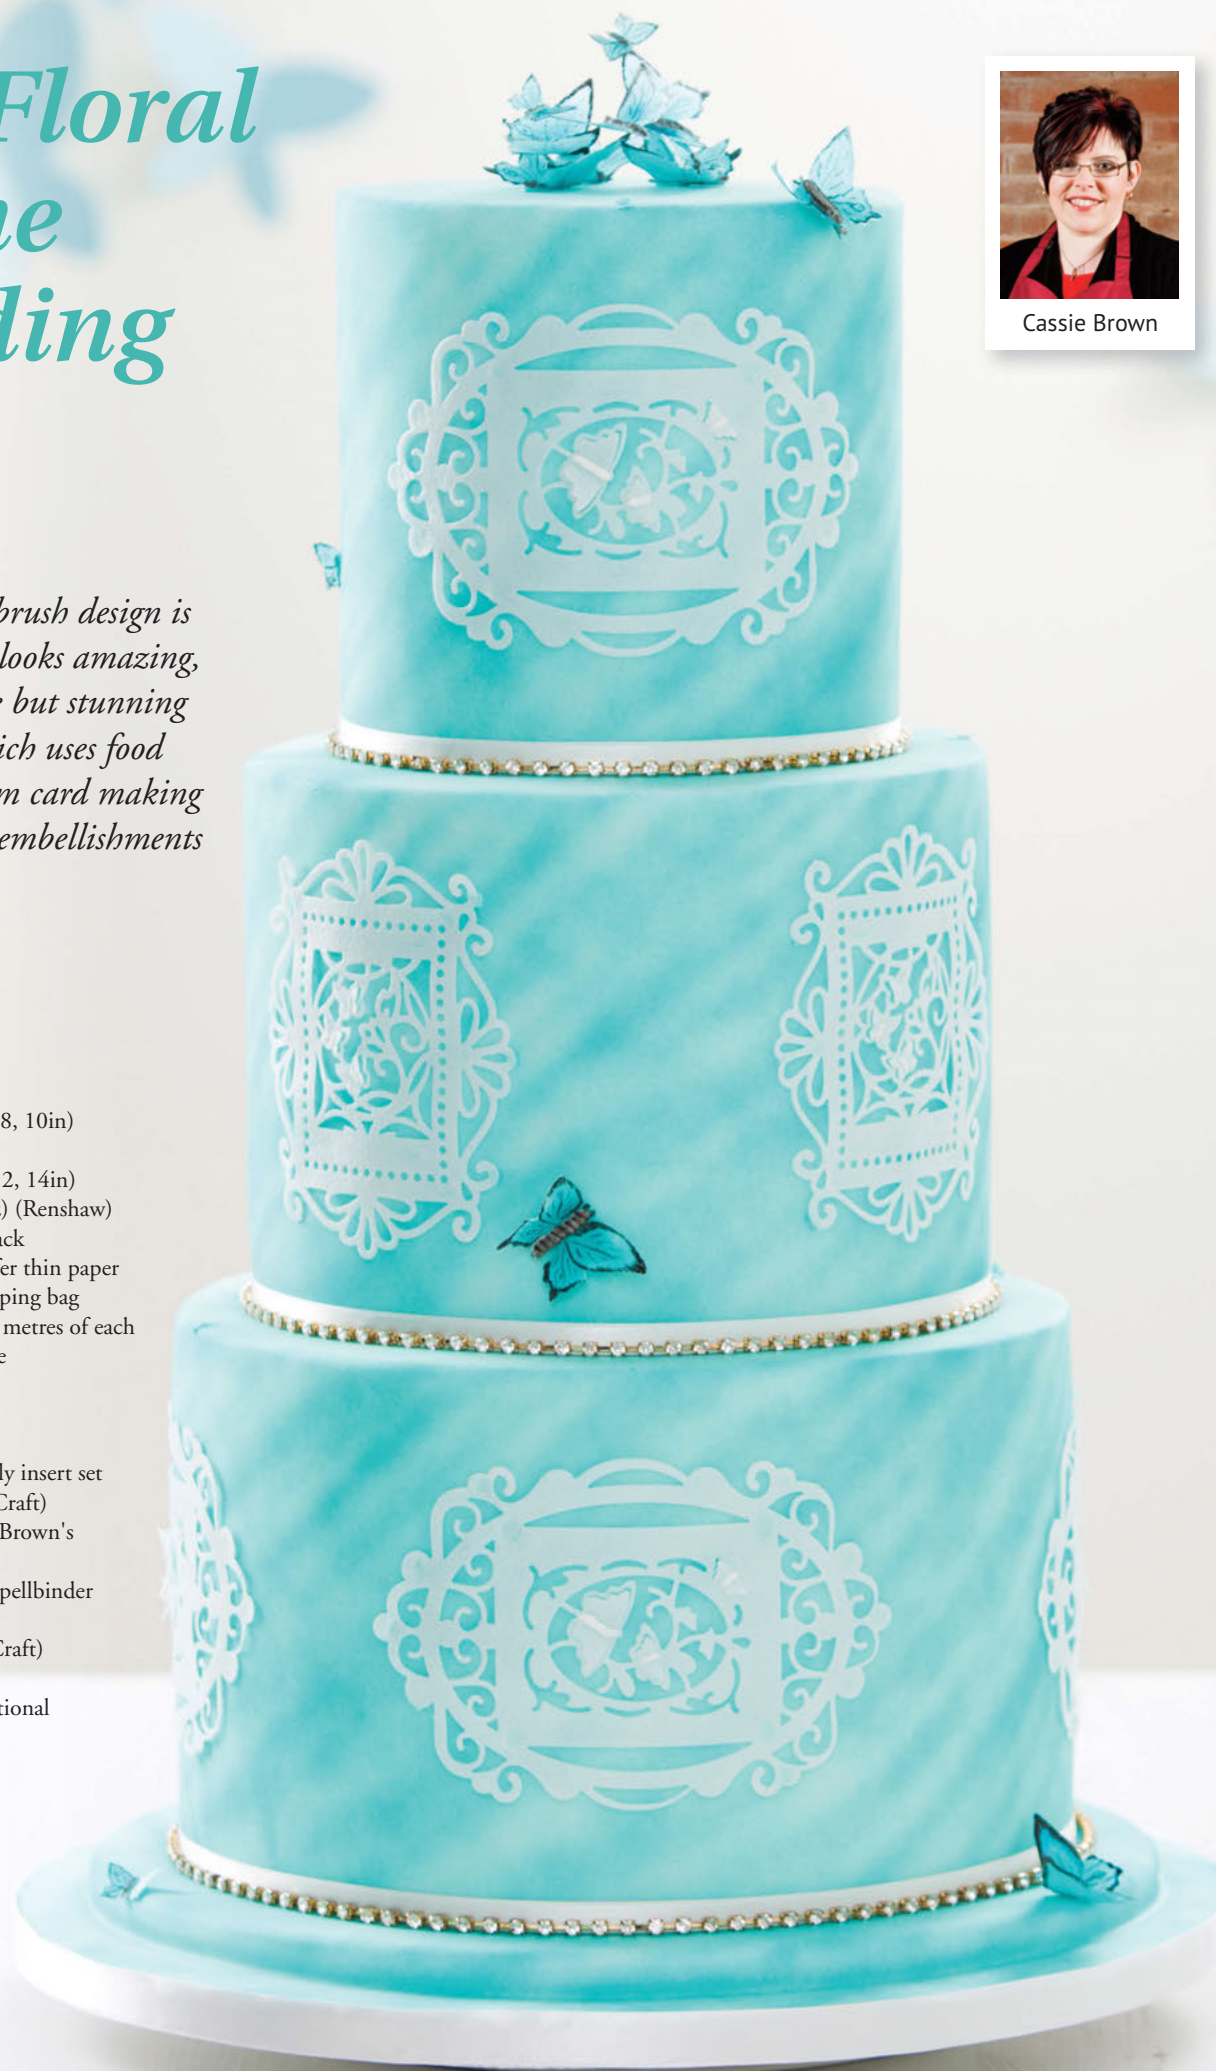 Floral
ne
ding
Cassie Brown
brush design is
looks amazing,
but stunning
ich uses food
m card making
embellishments
8, 10in)
2, 14in)
) (Renshaw)
ack
er thin paper
ping bag
metres of each
e
ly insert set
Craft)
Brown's
pellbinder
Craft)
tional